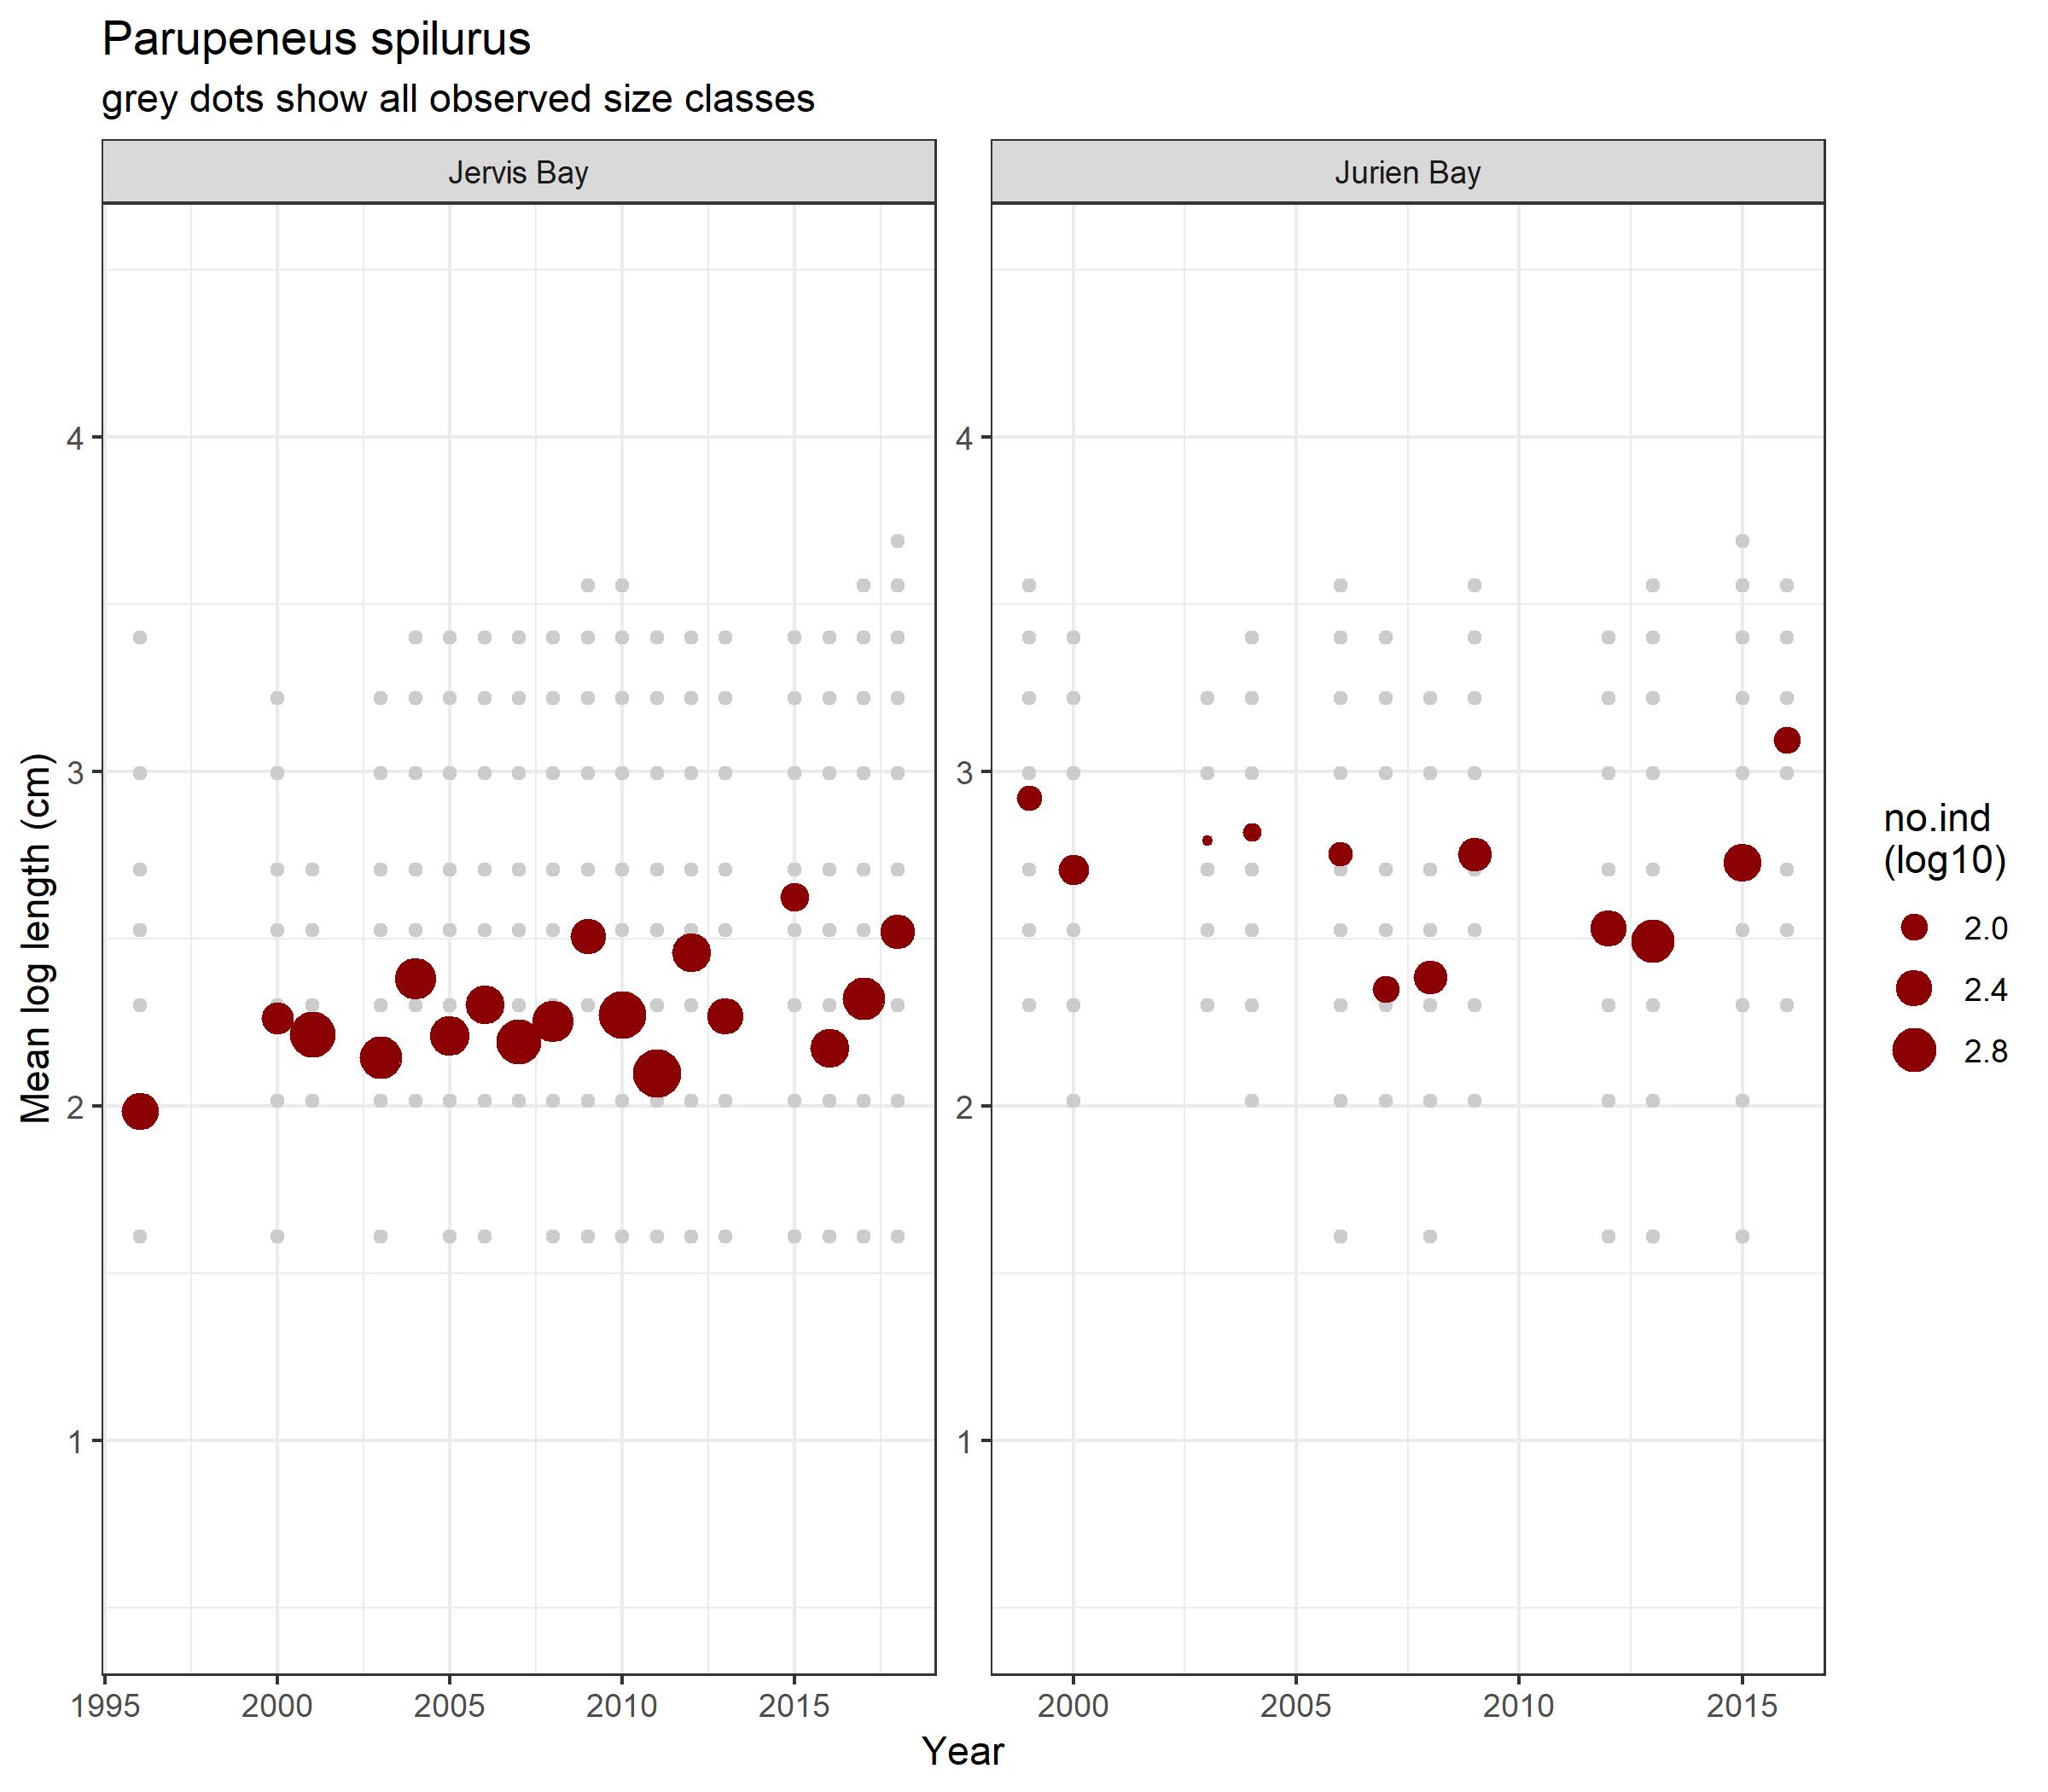 Parupeneus spilurus
grey dots show all observed size classes
Jervis Bay
Jurien Bay
Mean log length (cm)
4
3
2
1
4
3
2
1
1995 2000 2005 2010 2015
2000 2005 2010 2015
Year
no.ind
(log10)
2.0
2.4
2.8